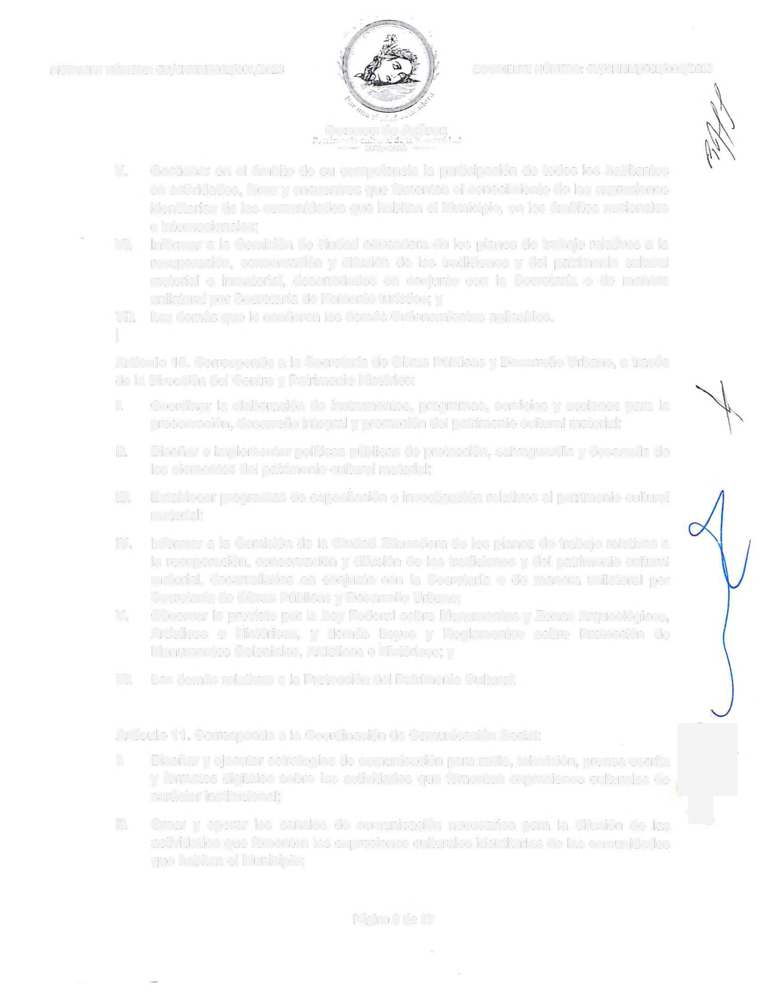 Por una ciudad educadora
Oaxaca de Juárez
Patrimonio cultural de la humanidad
V. Gestionar en el ámbito de su competencia la participación de todos los habitantes
en actividades, foros y encuentros que fomenten el conocimiento de las expresiones
identitarias de las comunidades que habitan el Municipio, en los ámbitos nacionales
e internacionales;
VI. Informar a la Comisión de Ciudad educadora de los planes de trabajo relativos a la
recuperación, conservación y difusión de las tradiciones y del patrimonio cultural
material e inmaterial, desarrollados en conjunto con la Secretaría o de manera
unilateral por Secretaría de Fomento turístico; y
VII. Las demás que le confieran los demás Ordenamientos aplicables.
Artículo 10. Corresponde a la Secretaría de Obras Públicas y Desarrollo Urbano, a través
de la Dirección del Centro y Patrimonio Histórico:
I. Coordinar la elaboración de instrumentos, programas, servicios y acciones para la
preservación, desarrollo integral y promoción del patrimonio cultural material;
II. Diseñar e implementar políticas públicas de protección, salvaguardia y desarrollo de
los elementos del patrimonio cultural material;
III. Establecer programas de capacitación e investigación relativos al patrimonio cultural
material;
IV. Informar a la Comisión de la Ciudad Educadora de los planes de trabajo relativos a
la recuperación, conservación y difusión de las tradiciones y del patrimonio cultural
material, desarrollados en conjunto con la Secretaría o de manera unilateral por
Secretaría de Obras Públicas y Desarrollo Urbano;
V. Observar lo previsto por la Ley Federal sobre Monumentos y Zonas Arqueológicos,
Artísticos e Históricos, y demás Leyes y Reglamentos sobre Protección de
Monumentos Coloniales, Artísticos e Históricos; y
VI. Las demás relativas a la Protección del Patrimonio Cultural.
Artículo 11. Corresponde a la Coordinación de Comunicación Social:
I. Diseñar y ejecutar estrategias de comunicación para radio, televisión, prensa escrita
y formatos digitales sobre las actividades que fomenten expresiones culturales de
carácter institucional;
II. Crear y operar los canales de comunicación necesarios para la difusión de las
actividades que fomenten las expresiones culturales identitarias de las comunidades
que habitan el Municipio;
Página 9 de 17